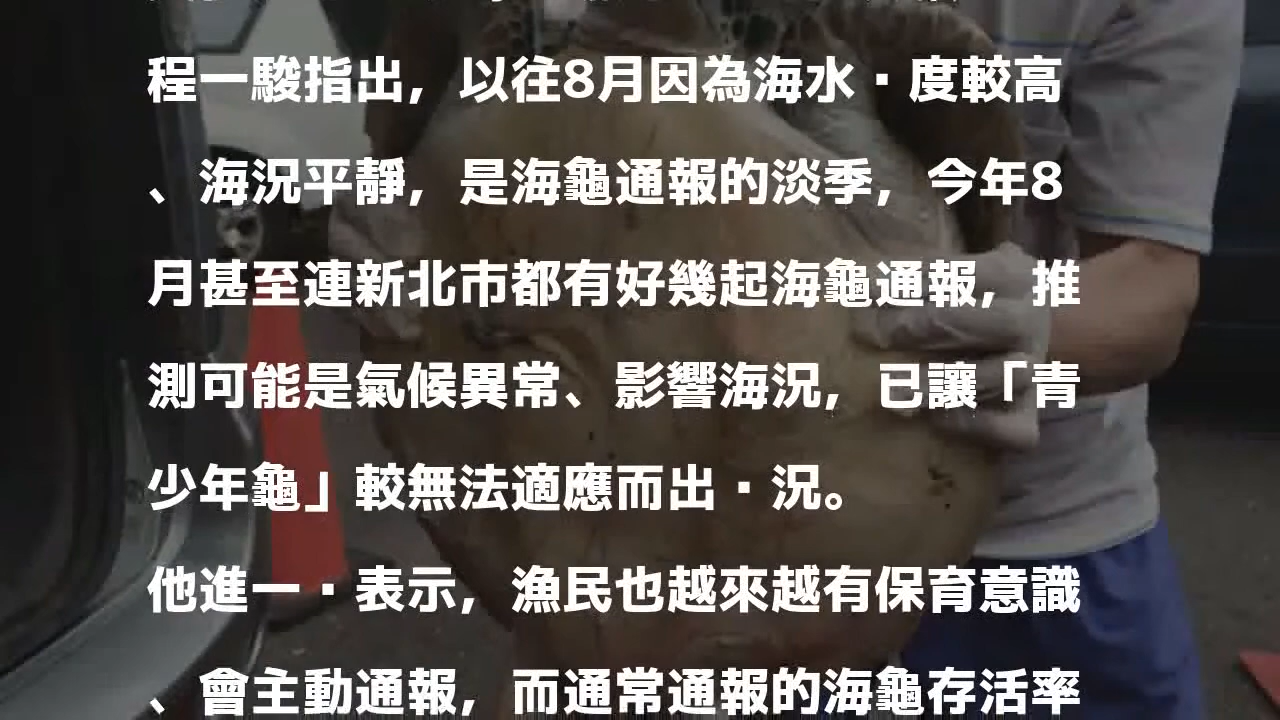 程一駿指出，以往8月因為海水·度較高
、海況平靜，是海龜通報的淡季，今年8
月甚至連新北市都有好幾起海龜通報，推
測可能是氣候異常、影響海況，已讓「青
少年龜」較無法適應而出·況。
他進一·表示，漁民也越來越有保育意識
、會主動通報，而通常通報的海龜存活率